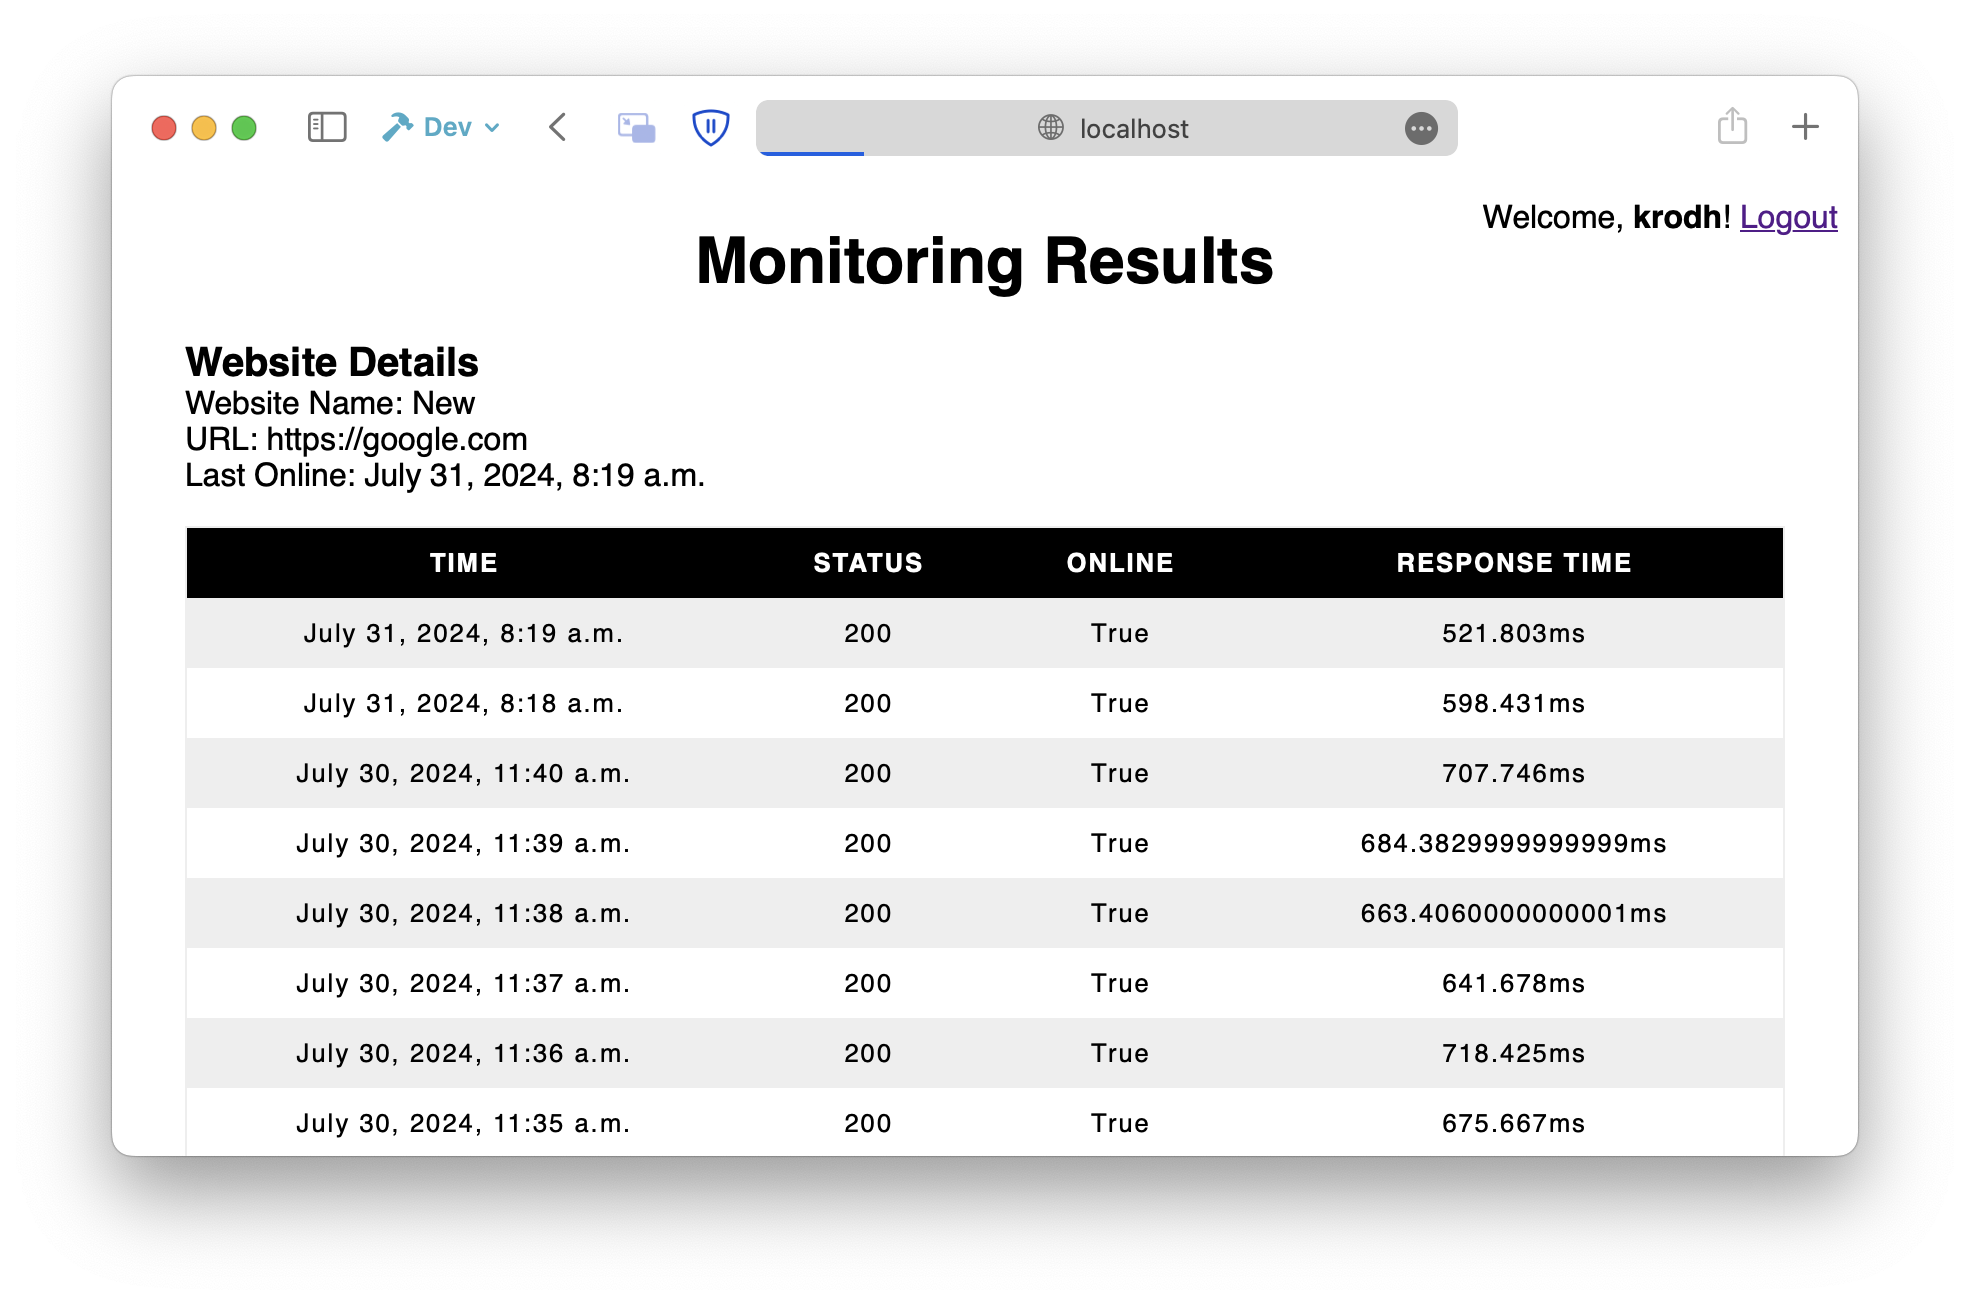 Dev
localhost
Welcome, krodh! Logout
Monitoring Results
Website Details
Website Name: New
URL: https://google.com
Last Online: July 31, 2024, 8:19 a.m.
TIME STATUS ONLINE RESPONSE TIME
July 31, 2024, 8:19 a.m. 200 True 521.803ms
July 31, 2024, 8:18 a.m. 200 True 598.431ms
July 30, 2024, 11:40 a.m. 200 True 707.746ms
July 30, 2024, 11:39 a.m. 200 True 684.3829999999999ms
July 30, 2024, 11:38 a.m. 200 True 663.4060000000001ms
July 30, 2024, 11:37 a.m. 200 True 641.678ms
July 30, 2024, 11:36 a.m. 200 True 718.425ms
July 30, 2024, 11:35 a.m. 200 True 675.667ms